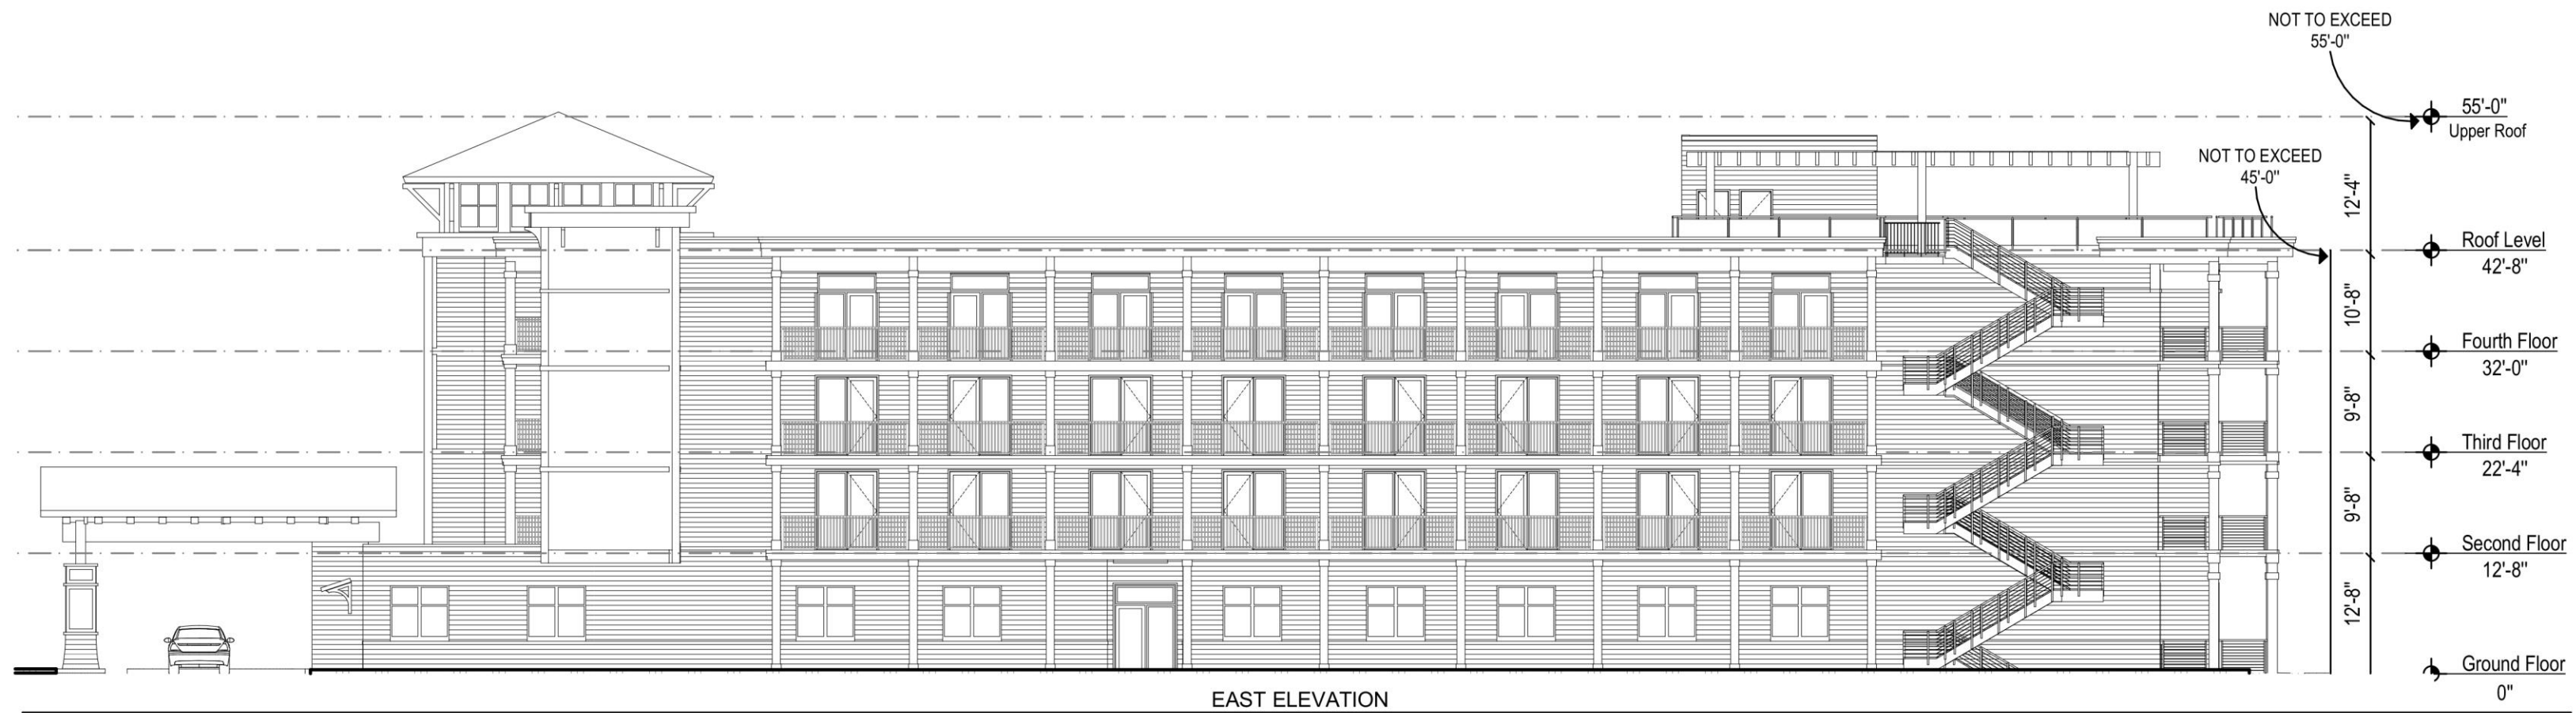 NOT TO EXCEED
55'-0"
55'-0"
Upper Roof
NOT TO EXCEED
45'-0"
12'-4"
Roof Level
42'-8"
10'-8"
Fourth Floor
32'-0"
9'-8"
Third Floor
22'-4"
9'-8"
Second Floor
12'-8"
12'-8"
Ground Floor
0"
EAST ELEVATION